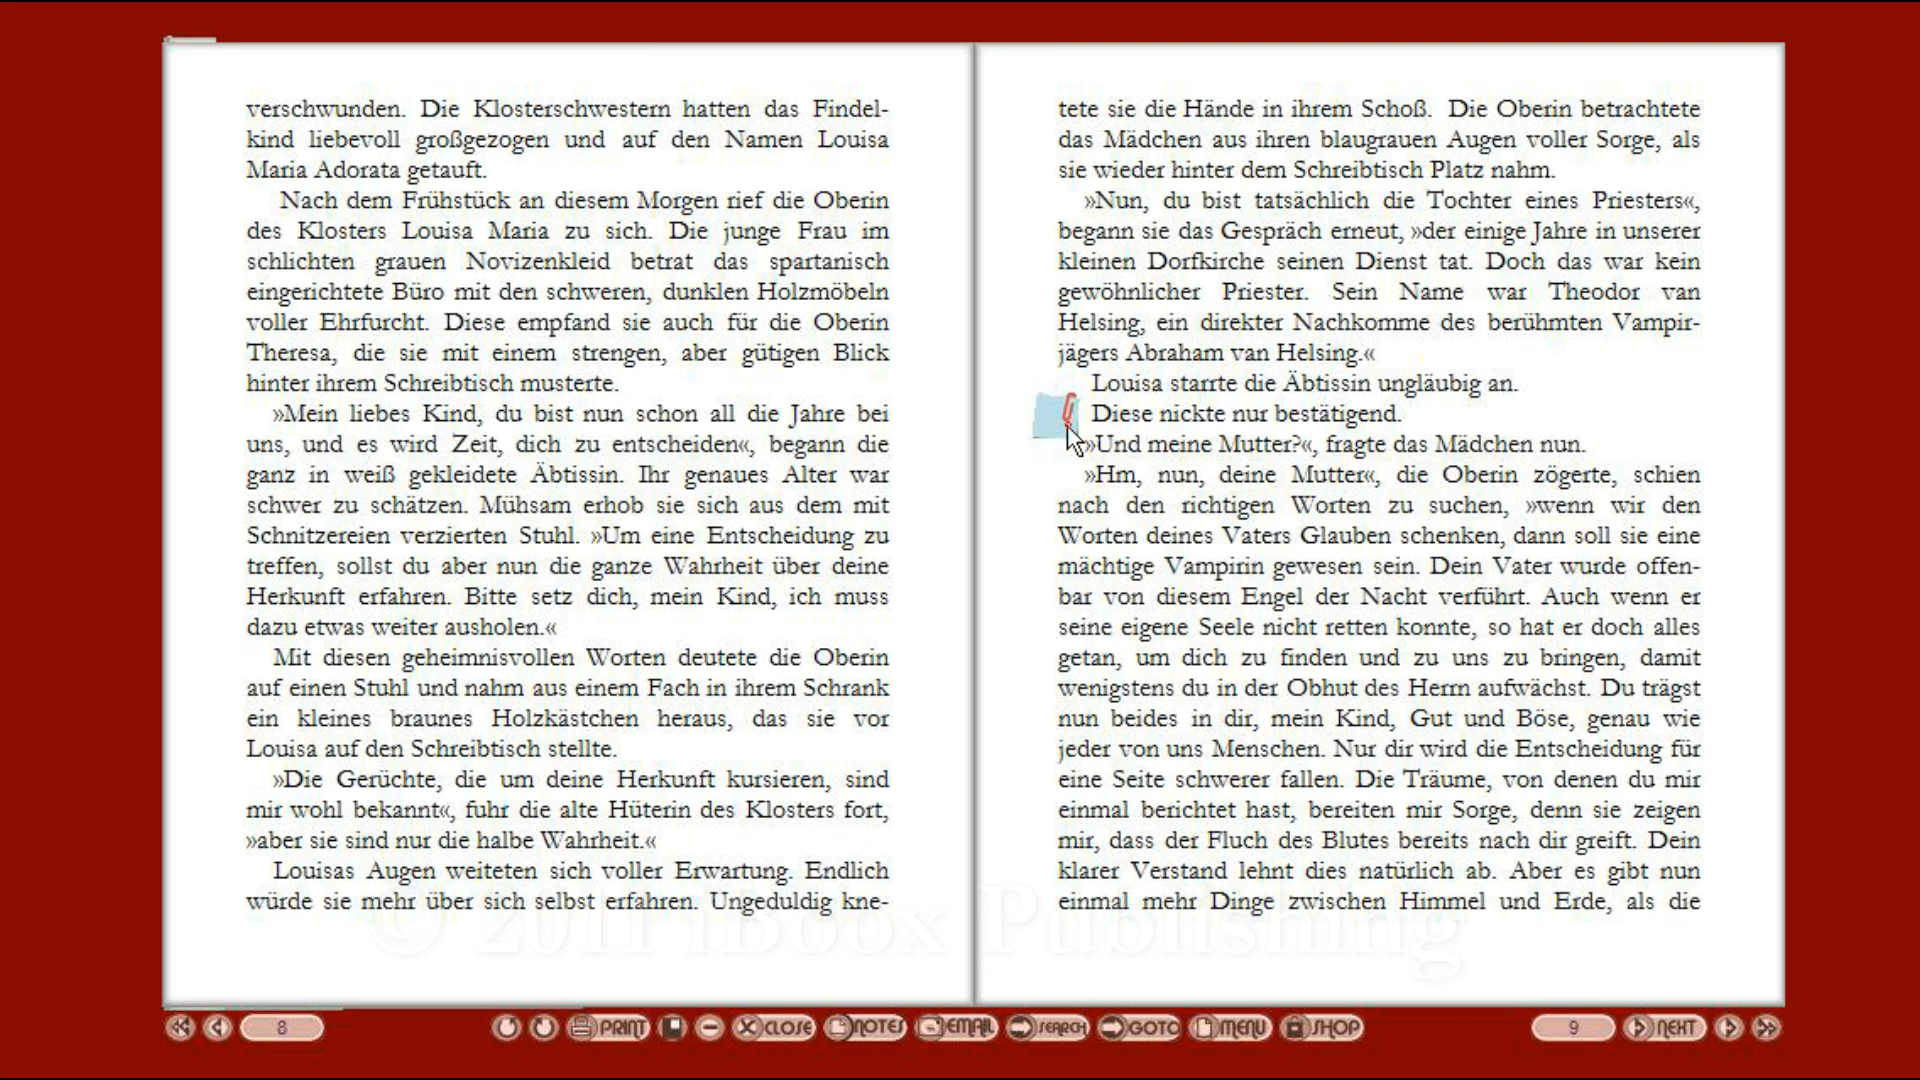 verschwunden. Die Klosterschwestern hatten das Findel-
kind liebevoll großgezogen und auf den Namen Louisa
Maria Adorata getauft.
Nach dem Frühstück an diesem Morgen rief die Oberin
des Klosters Louisa Maria zu sich. Die junge Frau im
schlichten grauen Novizenkleid betrat das spartanisch
eingerichtete Büro mit den schweren, dunklen Holzmöbeln
voller Ehrfurcht. Diese empfand sie auch für die Oberin
Theresa, die sie mit einem strengen, aber gütigen Blick
hinter ihrem Schreibtisch musterte.
»Mein liebes Kind, du bist nun schon all die Jahre bei
uns, und es wird Zeit, dich zu entscheiden«, begann die
ganz in weiß gekleidete Äbtissin. Ihr genaues Alter war
schwer zu schätzen. Mühsam erhob sie sich aus dem mit
Schnitzereien verzierten Stuhl. »Um eine Entscheidung zu
treffen, sollst du aber nun die ganze Wahrheit über deine
Herkunft erfahren. Bitte setz dich, mein Kind, ich muss
dazu etwas weiter ausholen.«
Mit diesen geheimnisvollen Worten deutete die Oberin
auf einen Stuhl und nahm aus einem Fach in ihrem Schrank
ein kleines braunes Holzkästchen heraus, das sie vor
Louisa auf den Schreibtisch stellte.
»Die Gerüchte, die um deine Herkunft kursieren, sind
mir wohl bekannt«, fuhr die alte Hüterin des Klosters fort,
»aber sie sind nur die halbe Wahrheit.«
Louisas Augen weiteten sich voller Erwartung. Endlich
würde sie mehr über sich selbst erfahren. Ungeduldig kne-
tete sie die Hände in ihrem Schoß. Die Oberin betrachtete
das Mädchen aus ihren blaugrauen Augen voller Sorge, als
sie wieder hinter dem Schreibtisch Platz nahm.
»Nun, du bist tatsächlich die Tochter eines Priesters«,
begann sie das Gespräch erneut, »der einige Jahre in unserer
kleinen Dorfkirche seinen Dienst tat. Doch das war kein
gewöhnlicher Priester. Sein Name war Theodor van
Helsing, ein direkter Nachkomme des berühmten Vampir-
jägers Abraham van Helsing.«
Louisa starrte die Äbtissin ungläubig an.
Diese nickte nur bestätigend.
»Und meine Mutter?«, fragte das Mädchen nun.
»Hm, nun, deine Mutter«, die Oberin zögerte, schien
nach den richtigen Worten zu suchen, »wenn wir den
Worten deines Vaters Glauben schenken, dann soll sie eine
mächtige Vampirin gewesen sein. Dein Vater wurde offen-
bar von diesem Engel der Nacht verführt. Auch wenn er
seine eigene Seele nicht retten konnte, so hat er doch alles
getan, um dich zu finden und zu uns zu bringen, damit
wenigstens du in der Obhut des Herrn aufwächst. Du trägst
nun beides in dir, mein Kind, Gut und Böse, genau wie
jeder von uns Menschen. Nur dir wird die Entscheidung für
eine Seite schwerer fallen. Die Träume, von denen du mir
einmal berichtet hast, bereiten mir Sorge, denn sie zeigen
mir, dass der Fluch des Blutes bereits nach dir greift. Dein
klarer Verstand lehnt dies natürlich ab. Aber es gibt nun
einmal mehr Dinge zwischen Himmel und Erde, als die
© 2011 iBoox Publishing
8 PRINT CLOSE NOTES EMAIL SEARCH GOTO MENU SHOP 9 NEXT